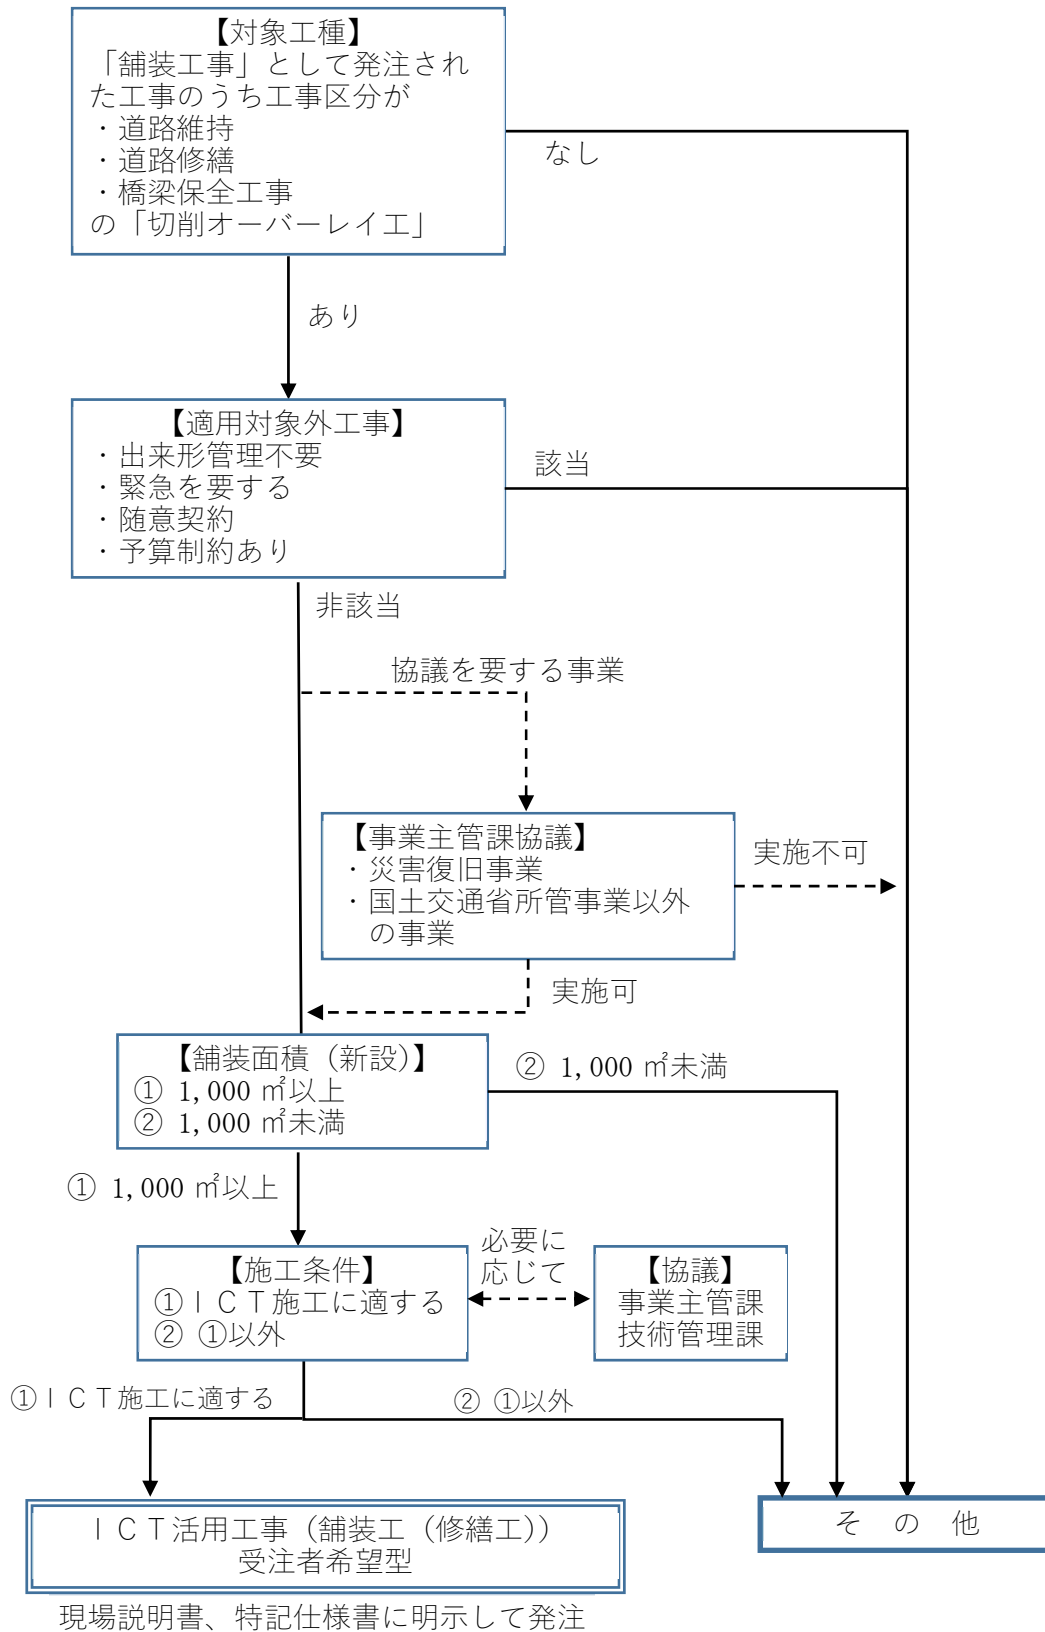 【対象工種】
「舗装工事」として発注され
た工事のうち工事区分が
・道路維持
・道路修繕
・橋梁保全工事
の「切削オーバーレイ工」
なし
あり
【適用対象外工事】
・出来形管理不要
・緊急を要する
・随意契約
・予算制約あり
該当
非該当
協議を要する事業
【事業主管課協議】
・災害復旧事業
・国土交通省所管事業以外
の事業
実施不可
実施可
【舗装面積（新設）】
① 1,000 ㎡以上
② 1,000 ㎡未満
② 1,000 ㎡未満
① 1,000 ㎡以上
【施工条件】
①ＩＣＴ施工に適する
② ①以外
必要に
応じて
【協議】
事業主管課
技術管理課
①ＩＣＴ施工に適する
② ①以外
ＩＣＴ活用工事（舗装工（修繕工））
受注者希望型
そ の 他
現場説明書、特記仕様書に明示して発注